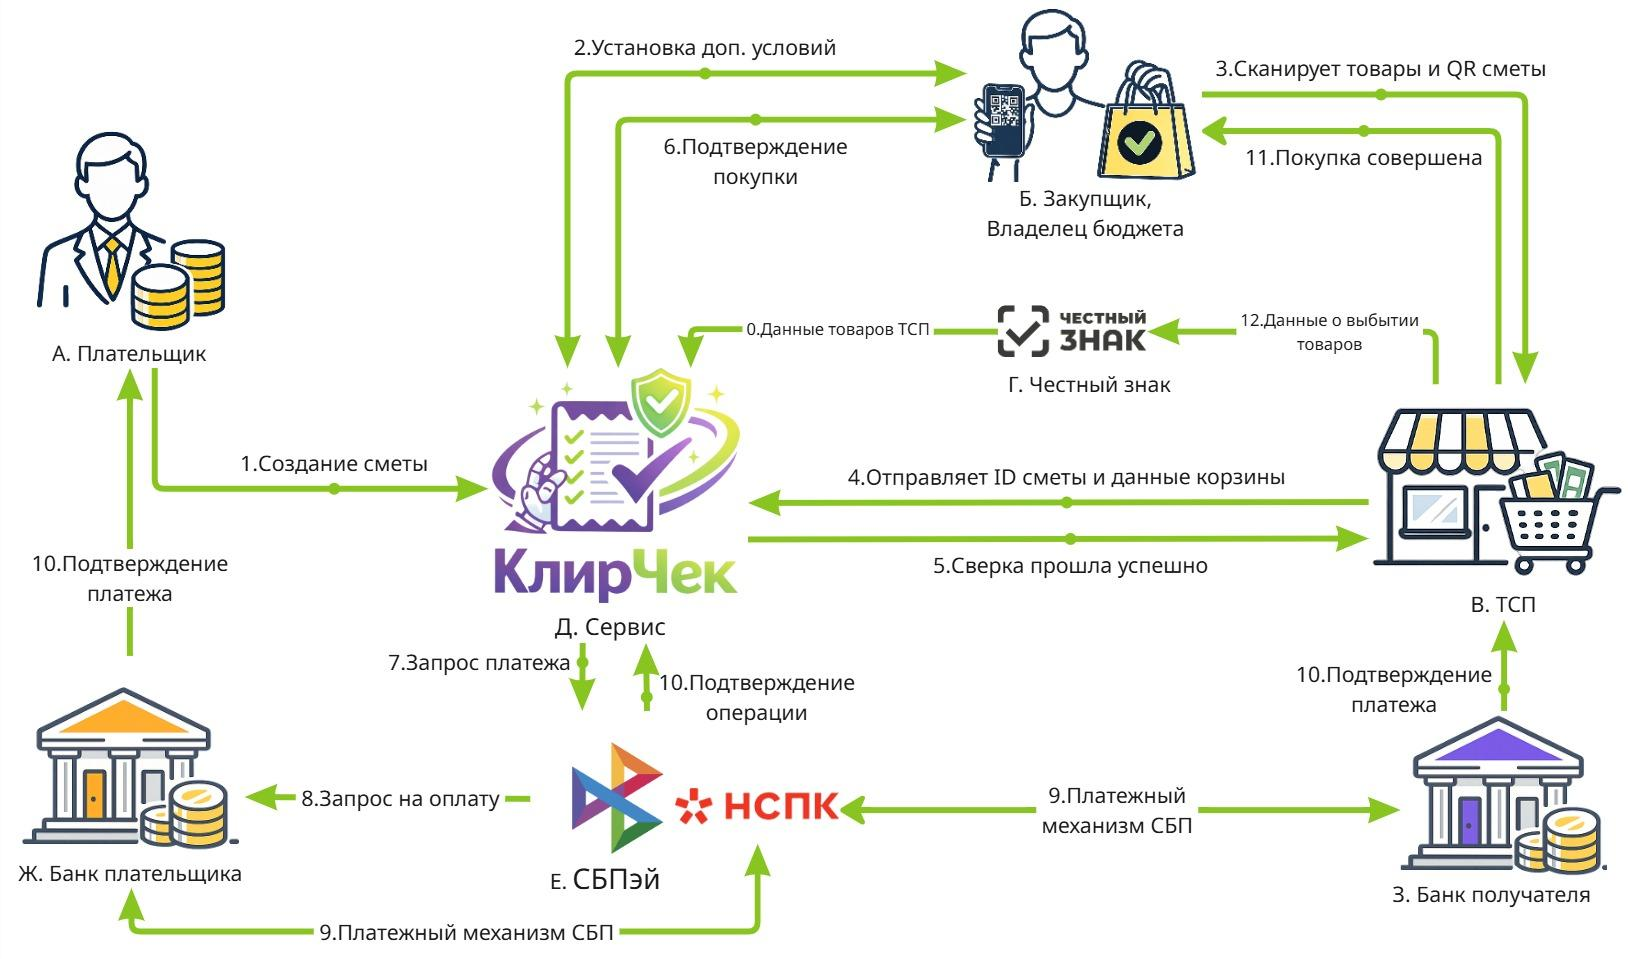 2.Установка доп. условий
3.Сканирует товары и QR сметы
6.Подтверждение
покупки
11.Покупка совершена
Б. Закупщик,
Владелец бюджета
А. Плательщик
0.Данные товаров ТСП
ЧЕСТНЫЙ
ЗНАК
12.Данные о выбытии
товаров
Г. Честный знак
1.Создание сметы
4.Отправляет ID сметы и данные корзины
5.Сверка прошла успешно
КлирЧек
Д. Сервис
В. ТСП
10.Подтверждение
платежа
7.Запрос платежа
10.Подтверждение
операции
10.Подтверждение
платежа
8.Запрос на оплату
НСПК
9.Платежный
механизм СБП
Ж. Банк плательщика
Е. СБПэй
З. Банк получателя
9.Платежный механизм СБП